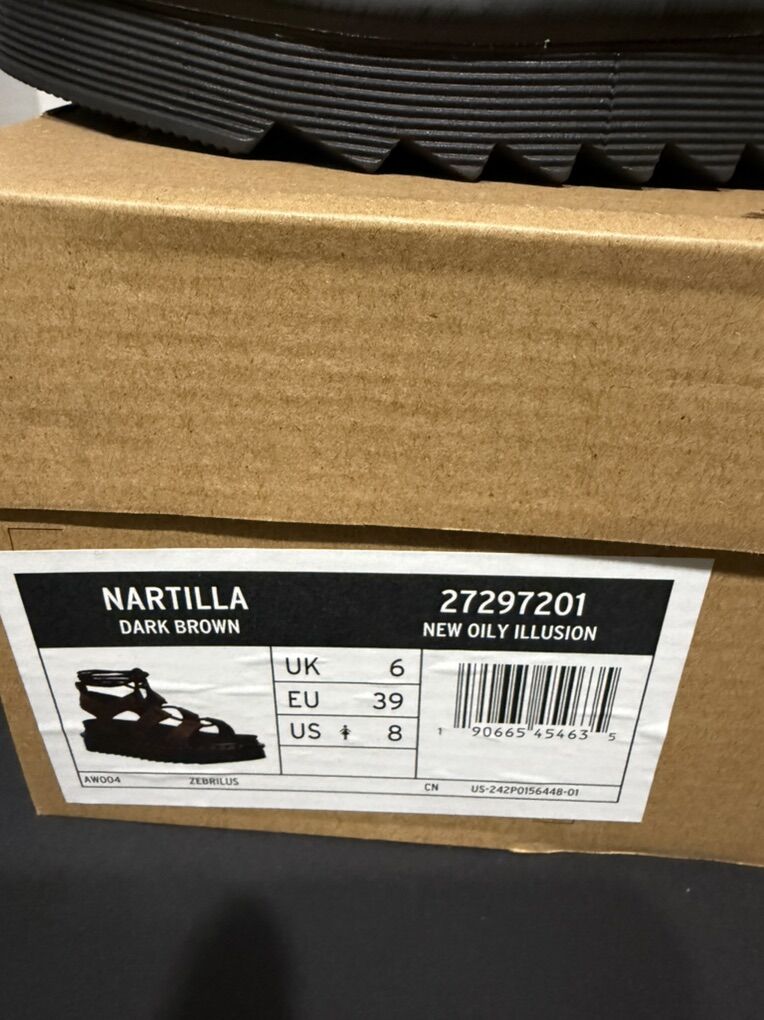 NARTILLA
DARK BROWN
27297201
NEW OILY ILLUSION
UK 6
EU 39
US 8
1 90665 45463 5
AW004
ZEBRILUS
CN
US-242P0156448-01